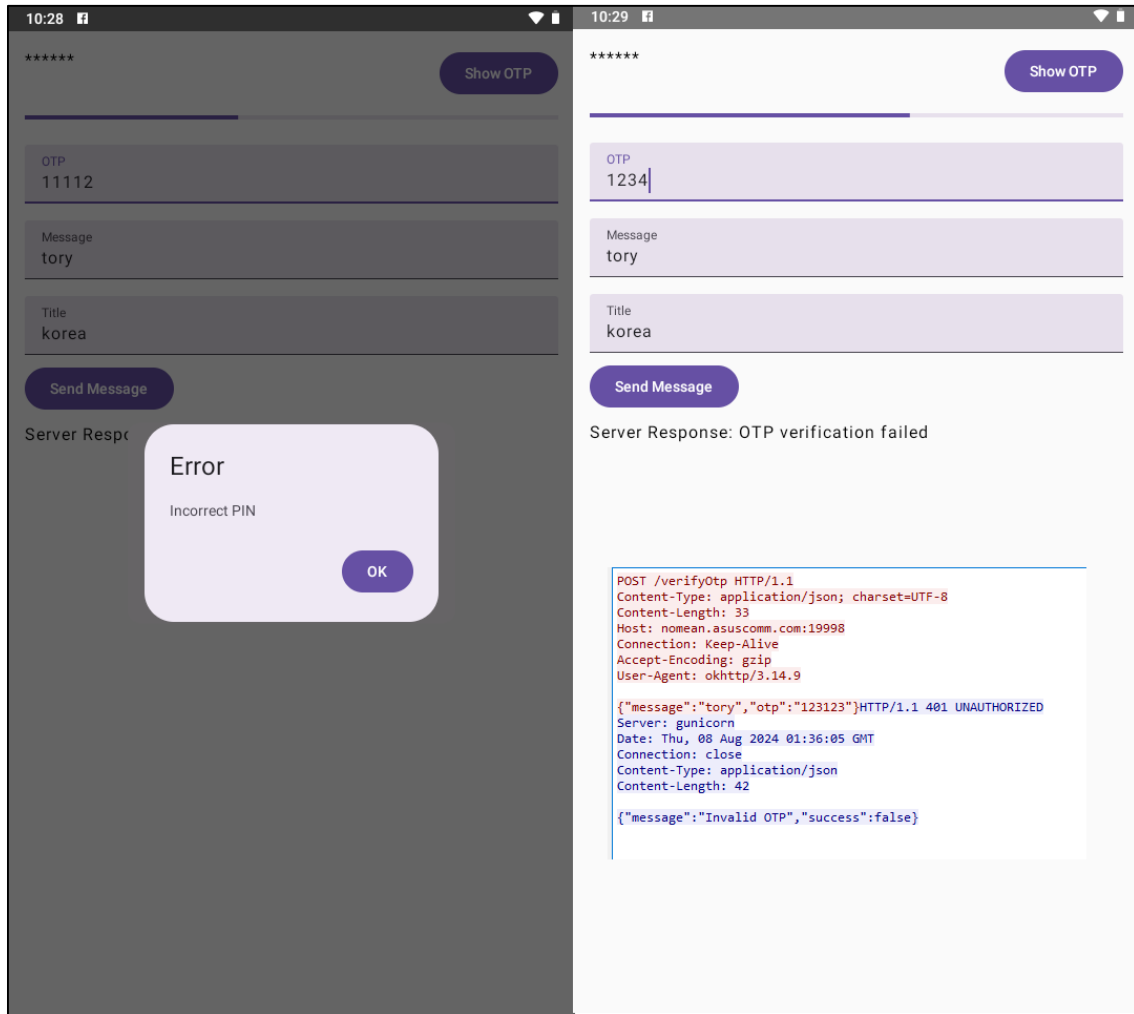 10:28
******
Show OTP
OTP
11112
Message
tory
Title
korea
Send Message
Server Resp
Error
Incorrect PIN
OK
10:29
******
Show OTP
OTP
1234
Message
tory
Title
korea
Send Message
Server Response: OTP verification failed
POST /verifyOtp HTTP/1.1
Content-Type: application/json; charset=UTF-8
Content-Length: 33
Host: nomean.asuscomm.com:19998
Connection: Keep-Alive
Accept-Encoding: gzip
User-Agent: okhttp/3.14.9
{"message":"tory","otp":"123123"}HTTP/1.1 401 UNAUTHORIZED
Server: gunicorn
Date: Thu, 08 Aug 2024 01:36:05 GMT
Connection: close
Content-Type: application/json
Content-Length: 42
{"message":"Invalid OTP","success":false}